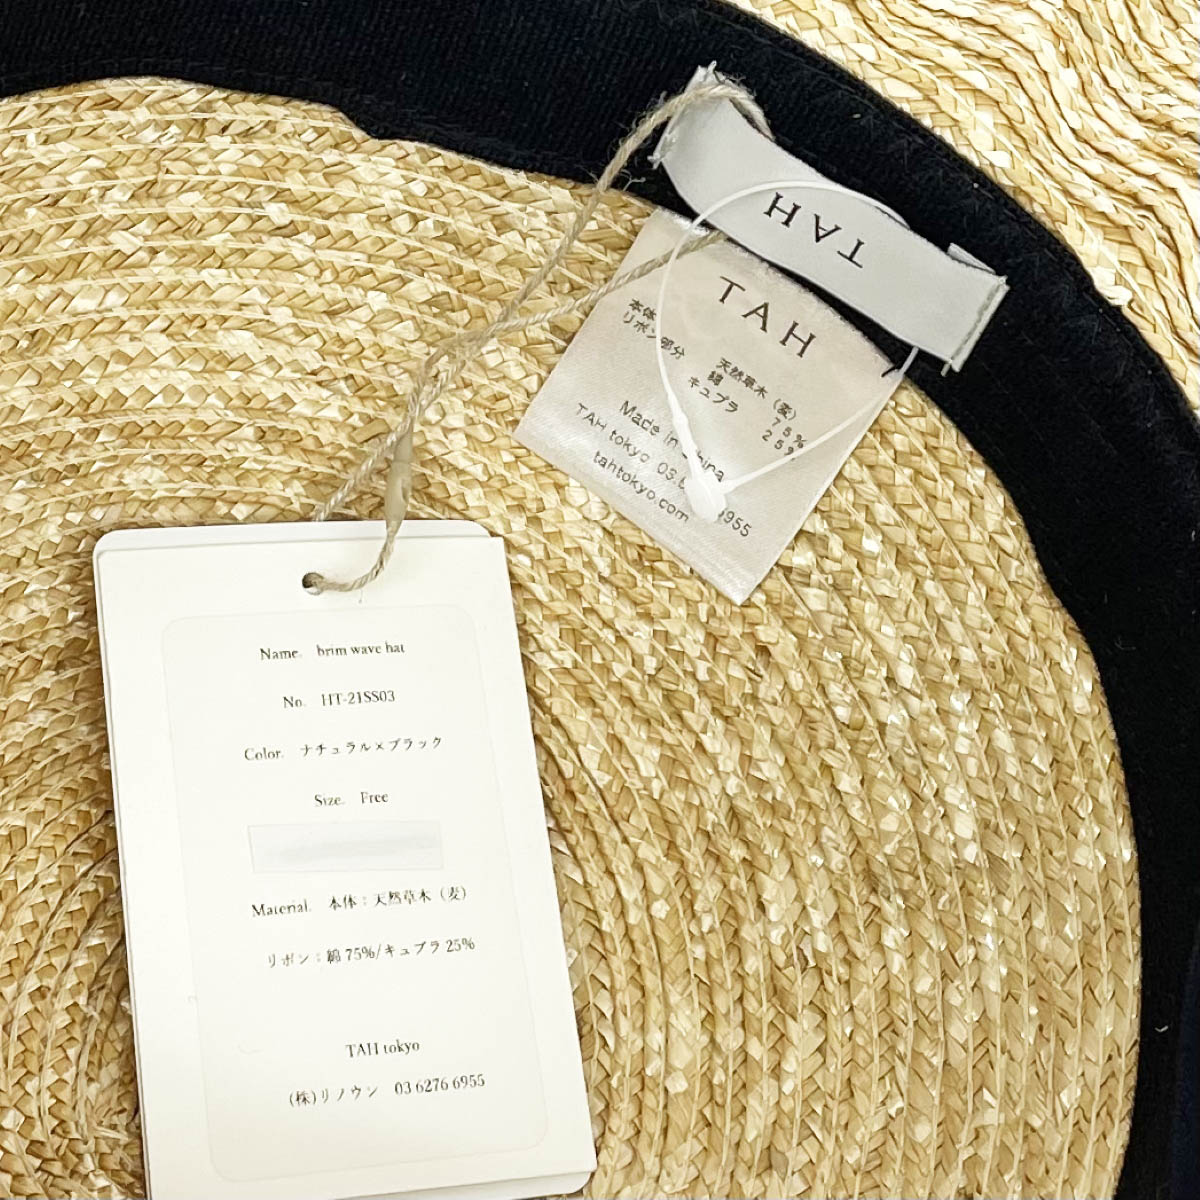 TAH
TAH
本体 天然草木（麦）
リボン部分 綿 75%
キュプラ 25%
Made in China
TAH tokyo 03. 955
tahtokyo.com
Name. brim wave hat
No. HT-21SS03
Color. ナチュラル×ブラック
Size. Free
Material. 本体：天然草木（麦）
リボン：綿 75%/キュプラ 25%
TAH tokyo
(株)リノウン 03 6276 6955